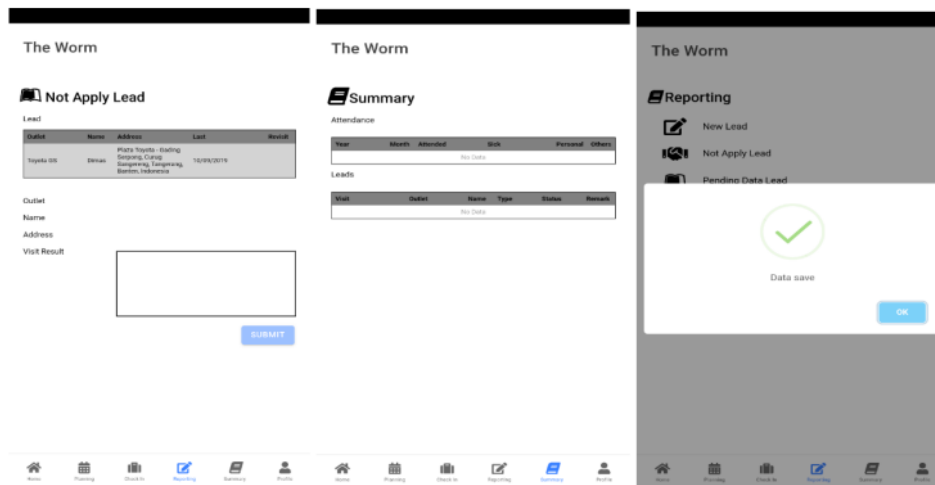 The Worm
Not Apply Lead
Lead
Outlet Name Address Last Revisit
Toyota GS Dimas Plaza Toyota - Gading Serpong, Curug Sangereng, Tangerang, Banten, Indonesia 10/09/2019
Outlet
Name
Address
Visit Result
SUBMIT
Home Planning Check In Reporting Summary Profile
The Worm
Summary
Attendance
Year Month Attended Sick Personal Others
No Data
Leads
Visit Outlet Name Type Status Remark
No Data
Home Planning Check In Reporting Summary Profile
The Worm
Reporting
New Lead
Not Apply Lead
Pending Data Lead
Data save
OK
Home Planning Check In Reporting Summary Profile